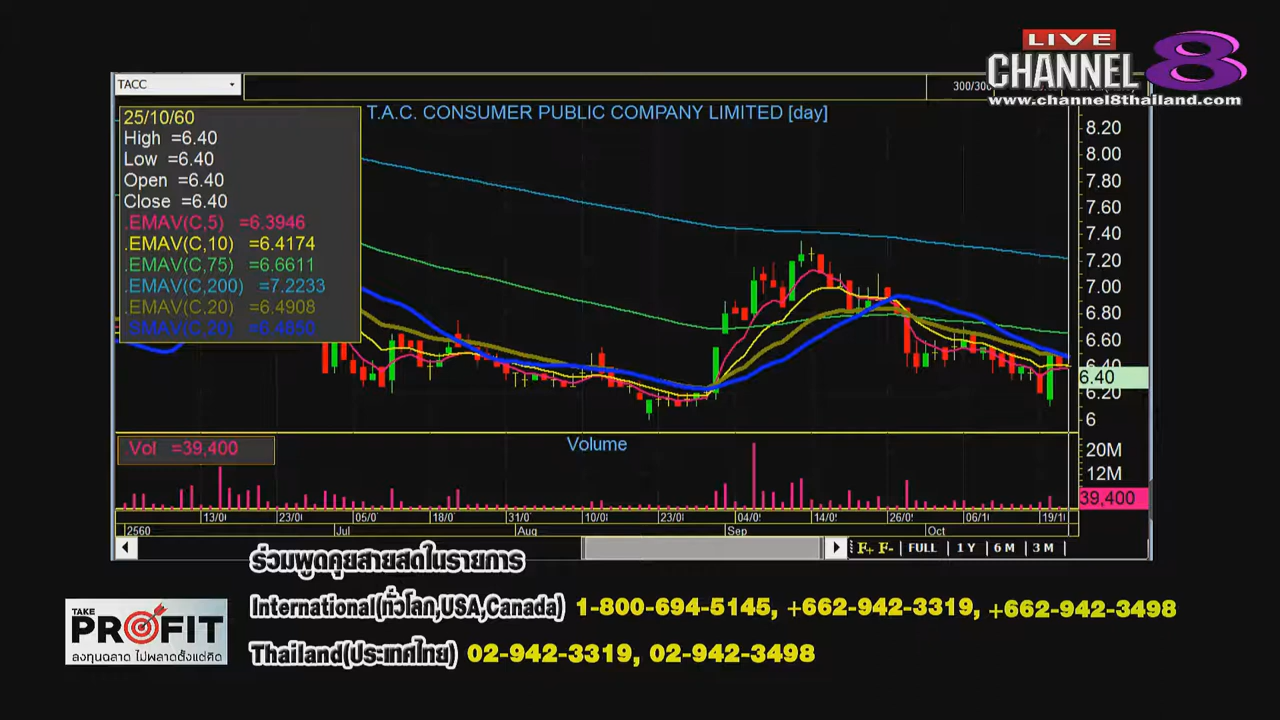 LIVE
CHANNEL 8
www.channel8thailand.com
TACC
300/300
T.A.C. CONSUMER PUBLIC COMPANY LIMITED [day]
25/10/60
High =6.40
Low =6.40
Open =6.40
Close =6.40
.EMAV(C,5) =6.3946
.EMAV(C,10) =6.4174
.EMAV(C,75) =6.6611
.EMAV(C,200) =7.2233
.EMAV(C,20) =6.4908
.SMAV(C,20) =6.4850
8.20
8.00
7.80
7.60
7.40
7.20
7.00
6.80
6.60
6.40
6.40
6.20
6
.Vol =39,400
Volume
20M
12M
39,400
13/0 23/0 05/0 18/0 31/0 10/0 23/0 04/0 14/0 26/0 06/1 19/1
2560 Jul Aug Sep Oct
F+ F- FULL 1 Y 6 M 3 M
ร่วมพูดคุยสายสดในรายการ
International(ทั่วโลก,USA,Canada) 1-800-694-5145, +662-942-3319, +662-942-3498
Thailand(ประเทศไทย) 02-942-3319, 02-942-3498
TAKE
PROFIT
ลงทุนฉลาด ไม่พลาดตั้งแต่คิด